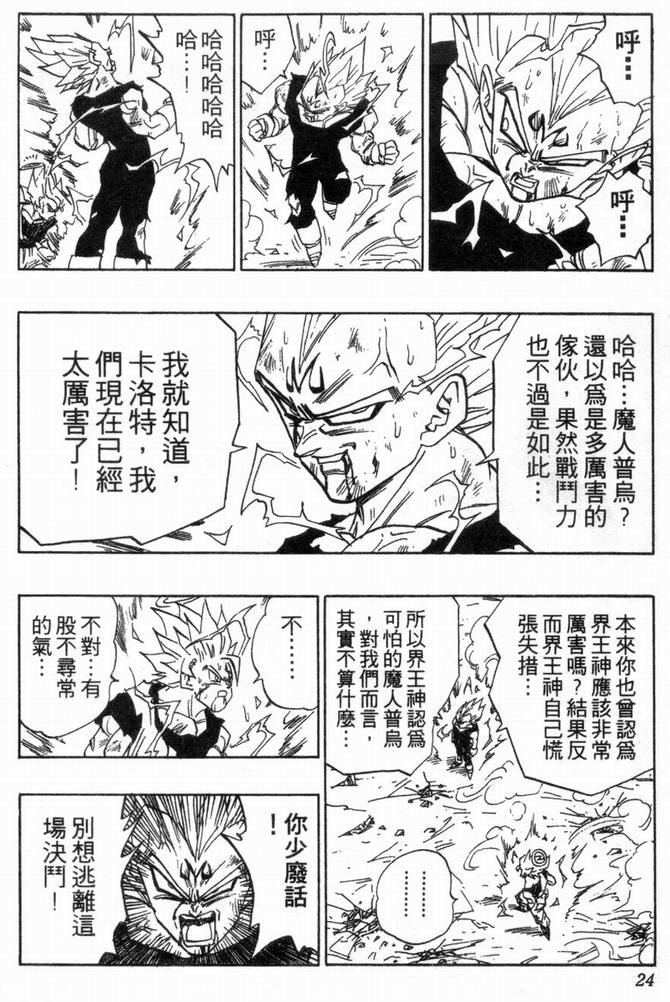 呼…
呼…
呼…
哈哈哈哈哈
哈…！
哈哈…魔人普烏？
還以為是多厲害的
傢伙，果然戰鬥力
也不過是如此…
我就知道，
卡洛特，我
們現在已經
太厲害了！
本來你也曾認為
界王神應該非常
厲害嗎？結果反
而界王神自己慌
張失措…
所以界王神認為
可怕的魔人普烏
，對我們而言，
其實不算什麼…
………
………
不……
不對…有
股不尋常
的氣…
你少廢話
！
別想逃離這
場決鬥！
24